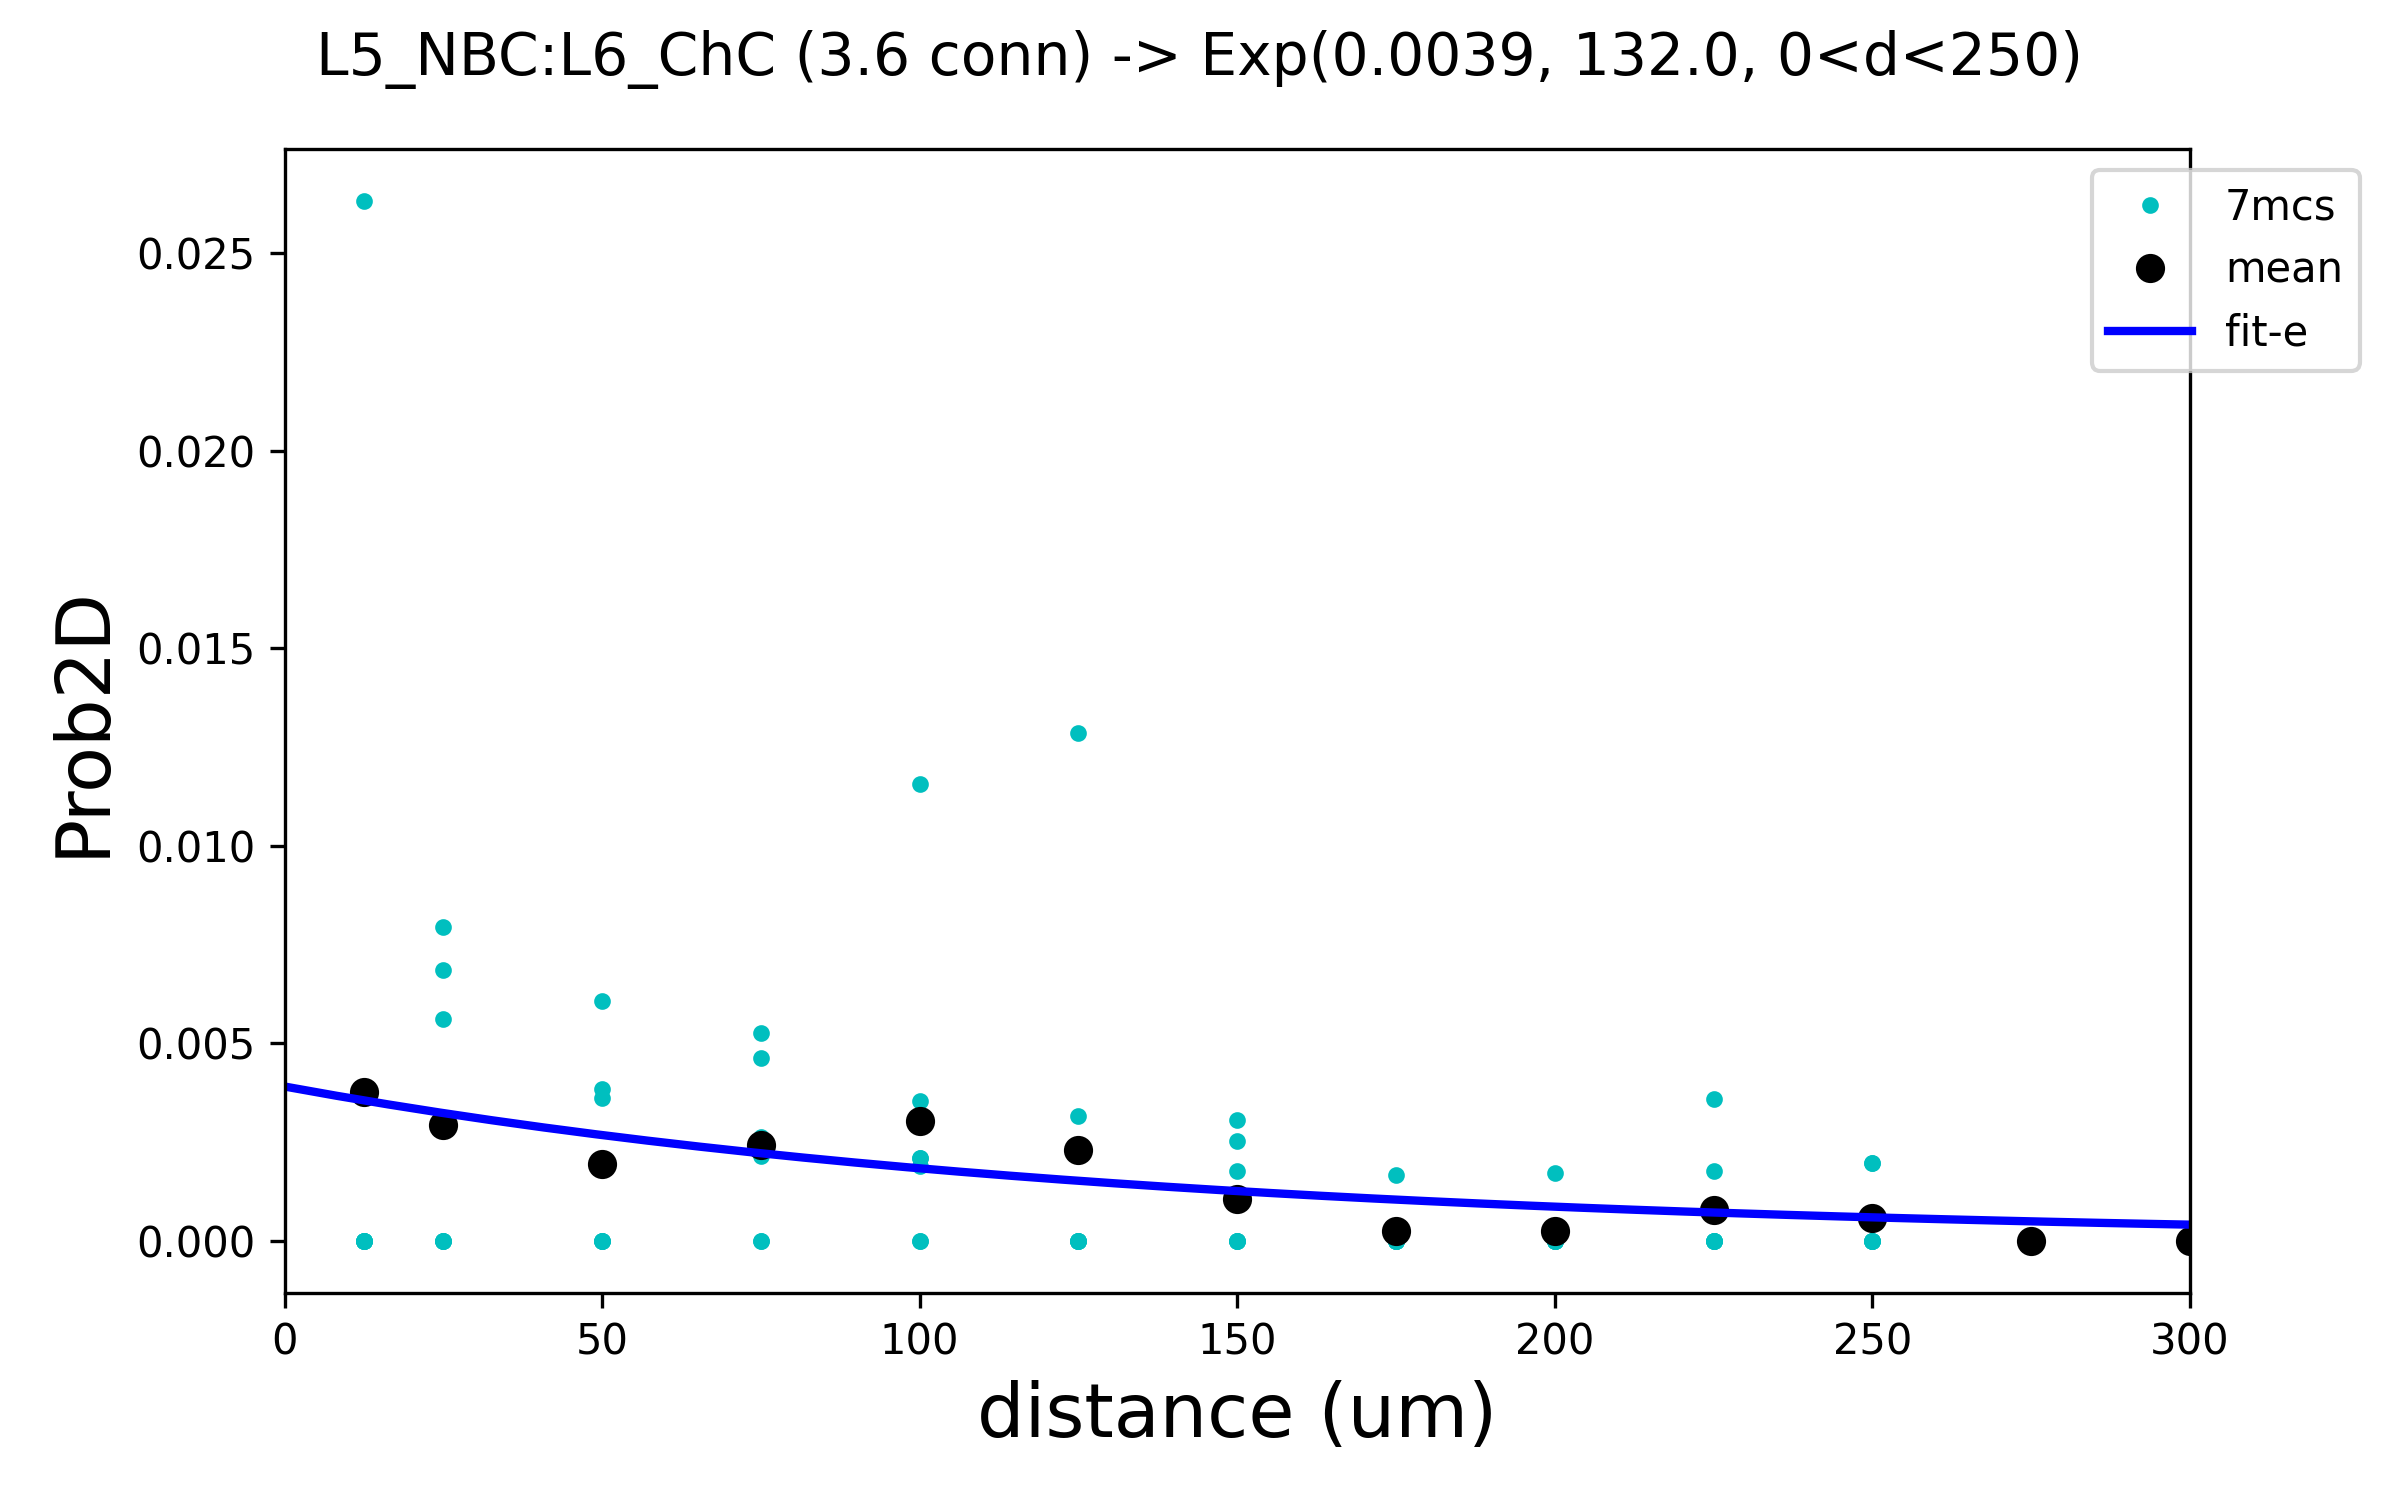 L5_NBC:L6_ChC (3.6 conn) -> Exp(0.0039, 132.0, 0<d<250)
7mcs
mean
fit-e
0.025
0.020
0.015
0.010
0.005
0.000
Prob2D
0 50 100 150 200 250 300
distance (um)